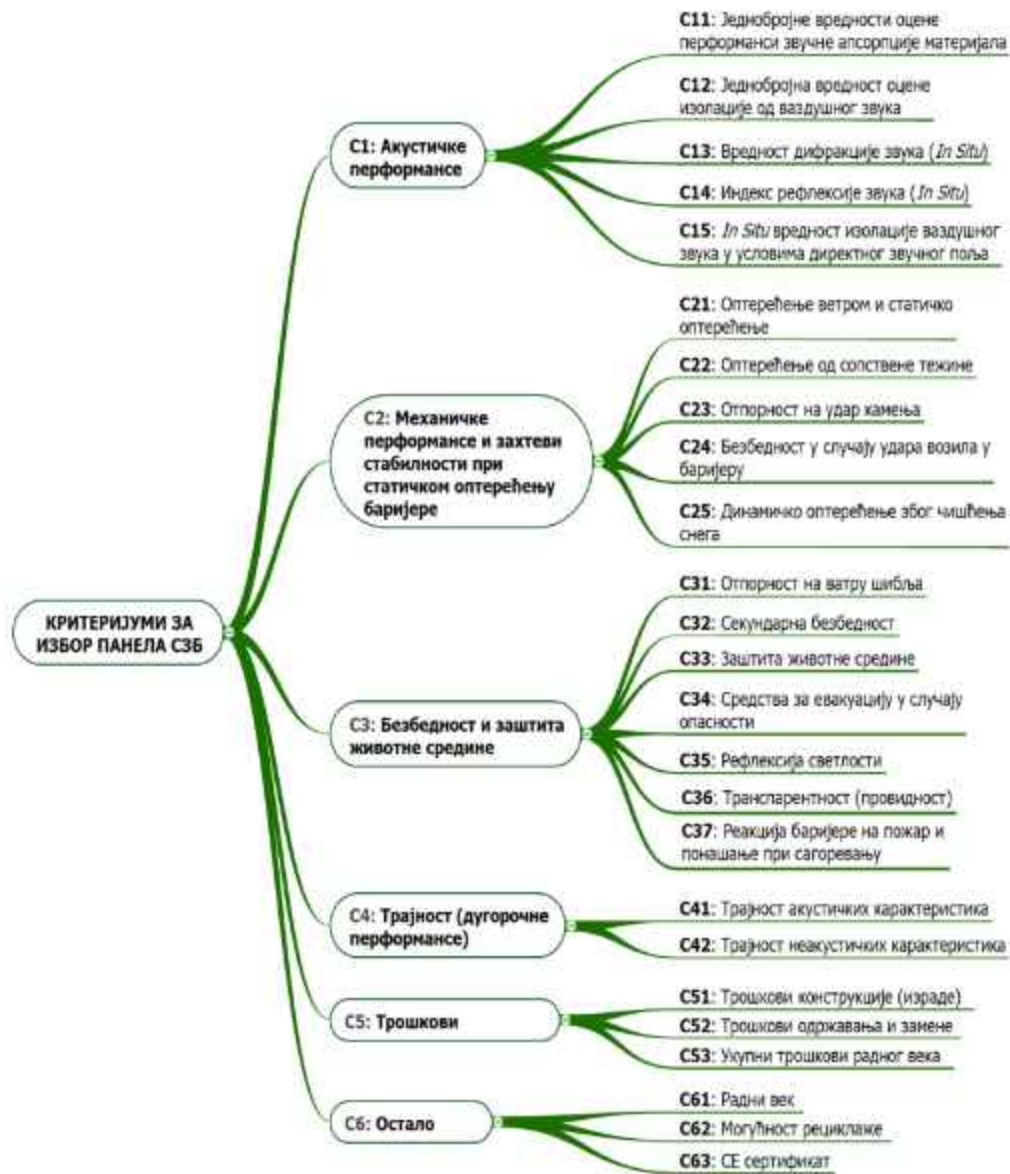 КРИТЕРИЈУМИ ЗА
ИЗБОР ПАНЕЛА СЗБ
C1: Акустичке
перформансе
C11: Једнобројне вредности оцене
перформанси звучне апсорпције материјала
C12: Једнобројна вредност оцене
изолације од ваздушног звука
C13: Вредност дифракције звука (In Situ)
C14: Индекс рефлексије звука (In Situ)
C15: In Situ вредност изолације ваздушног
звука у условима директног звучног поља
C2: Механичке
перформансе и захтеви
стабилности при
статичком оптерећењу
баријере
C21: Оптерећење ветром и статичко
оптерећење
C22: Оптерећење од сопствене тежине
C23: Отпорност на удар камења
C24: Безбедност у случају удара возила у
баријеру
C25: Динамичко оптерећење због чишћења
снега
C3: Безбедност и заштита
животне средине
C31: Отпорност на ватру шибља
C32: Секундарна безбедност
C33: Заштита животне средине
C34: Средства за евакуацију у случају
опасности
C35: Рефлексија светлости
C36: Транспарентност (провидност)
C37: Реакција баријере на пожар и
понашање при сагоревању
C4: Трајност (дугорочне
перформансе)
C41: Трајност акустичких карактеристика
C42: Трајност неакустичких карактеристика
C5: Трошкови
C51: Трошкови конструкције (израде)
C52: Трошкови одржавања и замене
C53: Укупни трошкови радног века
C6: Остало
C61: Радни век
C62: Могућност рециклаже
C63: CE сертификат